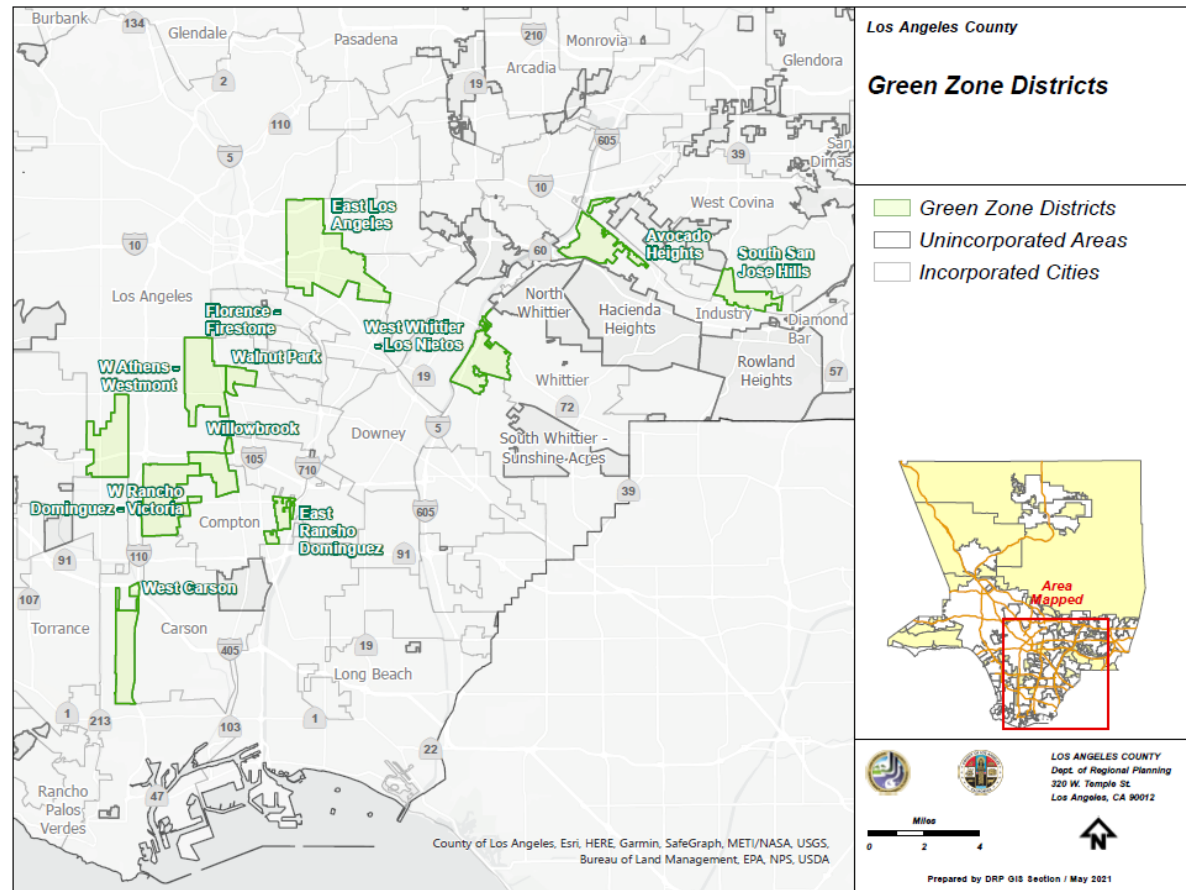 Burbank
134
Glendale
Pasadena
210
Monrovia
Glendora
Arcadia
2
19
110
5
605
39
San
Dimas
10
West Covina
East Los
Angeles
Avocado
Heights
South San
Jose Hills
10
60
Los Angeles
North
Whittier
Hacienda
Heights
Industry
Diamond
Bar
Florence -
Firestone
West Whittier
- Los Nietos
Walnut Park
W Athens -
Westmont
Rowland
Heights
57
19
Whittier
72
Willowbrook
Downey
5
South Whittier -
Sunshine Acres
105
710
39
W Rancho
Dominguez - Victoria
Compton
East
Rancho
Dominguez
605
91
110
91
West Carson
107
Torrance
Carson
405
19
Long Beach
1
213
103
1
22
47
Rancho
Palos
Verdes
County of Los Angeles, Esri, HERE, Garmin, SafeGraph, METI/NASA, USGS,
Bureau of Land Management, EPA, NPS, USDA
Los Angeles County
Green Zone Districts
Green Zone Districts
Unincorporated Areas
Incorporated Cities
Area
Mapped
LOS ANGELES COUNTY
Dept. of Regional Planning
320 W. Temple St.
Los Angeles, CA 90012
Miles
0 2 4
N
Prepared by DRP GIS Section / May 2021